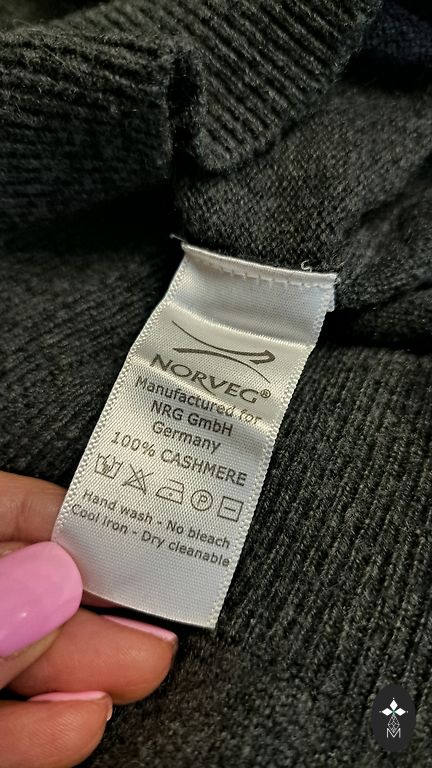 NORVEG®
Manufactured for
NRG GmbH
Germany
100% CASHMERE
P
Hand wash - No bleach
Cool iron - Dry cleanable
M